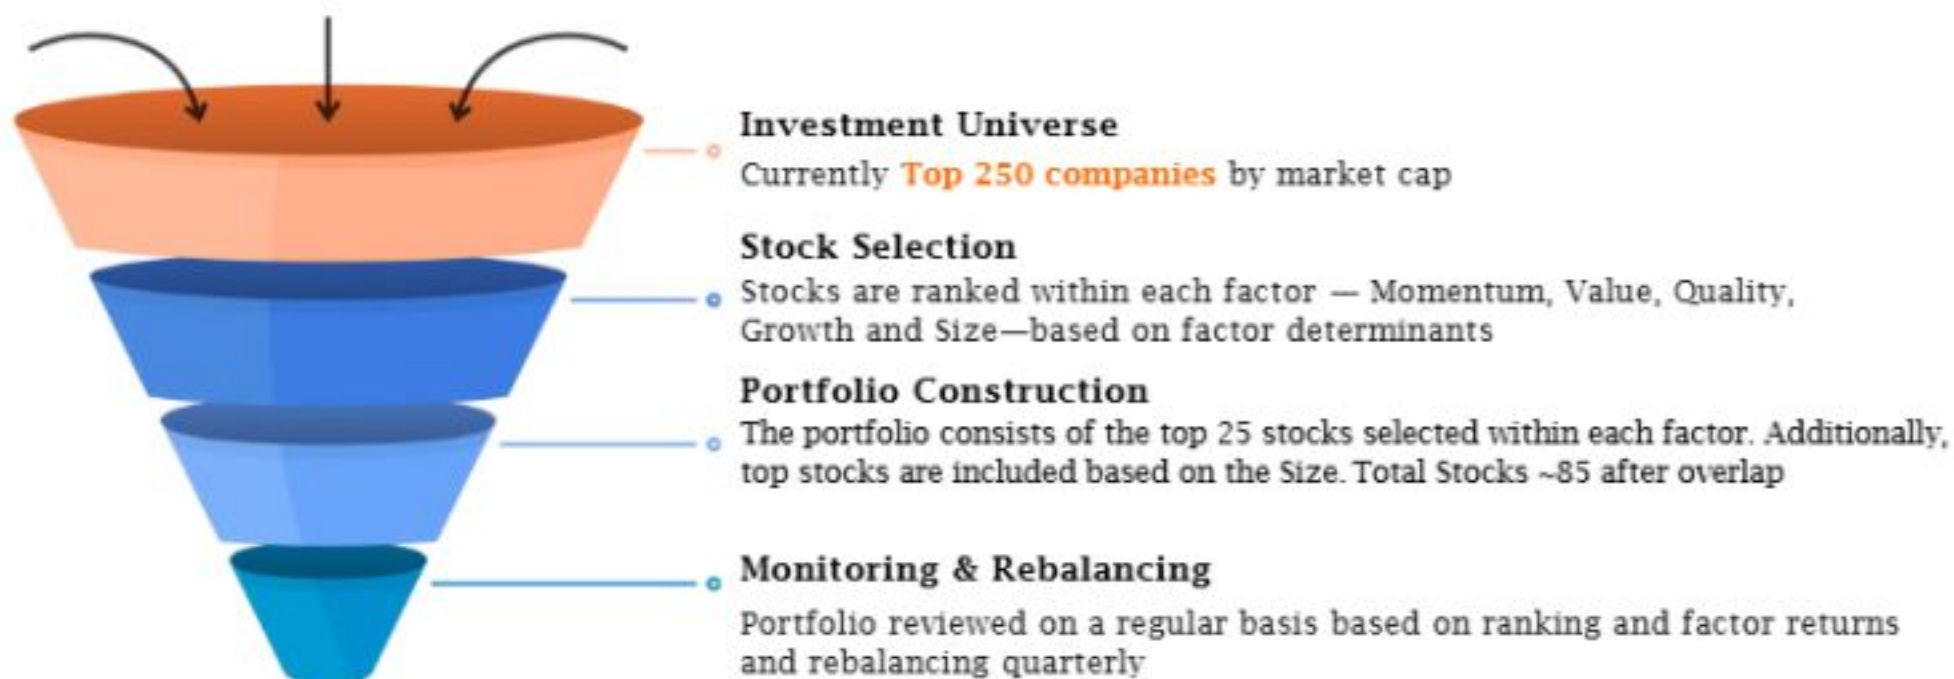 Investment Universe
Currently Top 250 companies by market cap
Stock Selection
Stocks are ranked within each factor — Momentum, Value, Quality,
Growth and Size—based on factor determinants
Portfolio Construction
The portfolio consists of the top 25 stocks selected within each factor. Additionally,
top stocks are included based on the Size. Total Stocks ~85 after overlap
Monitoring & Rebalancing
Portfolio reviewed on a regular basis based on ranking and factor returns
and rebalancing quarterly